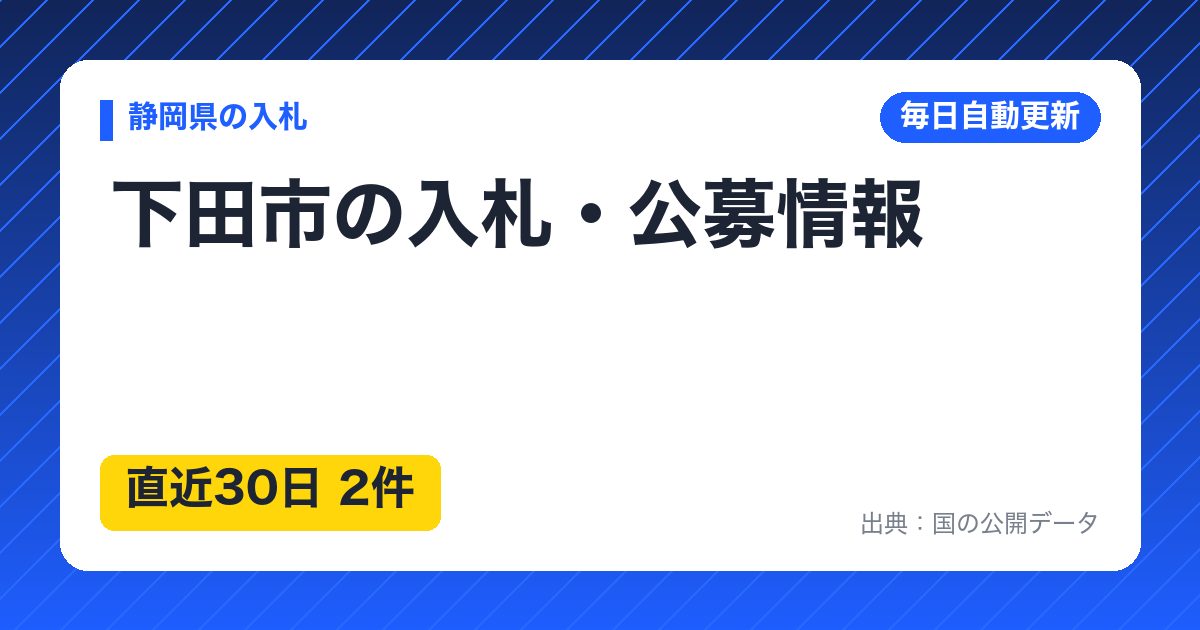 静岡県の入札
毎日自動更新
下田市の入札・公募情報
直近30日 2件
出典：国の公開データ